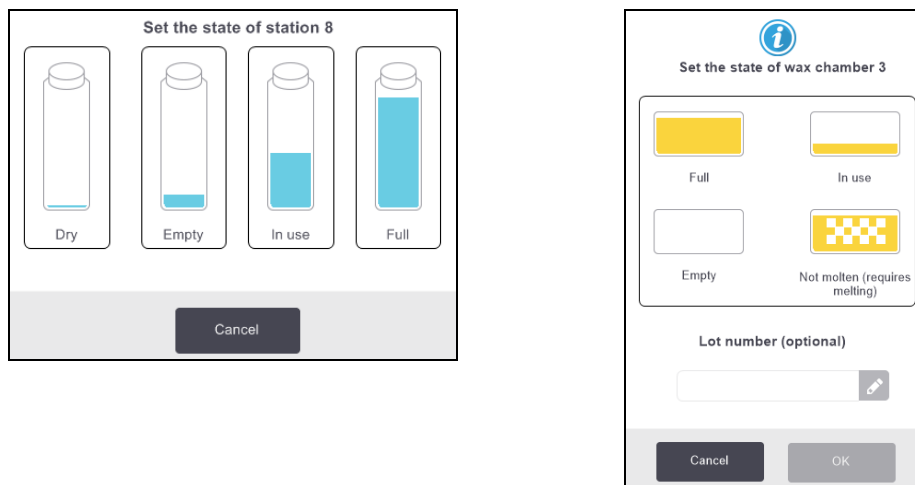 Set the state of station 8
Dry
Empty
In use
Full
Cancel
i
Set the state of wax chamber 3
Full
In use
Empty
Not molten (requires
melting)
Lot number (optional)
Cancel
OK